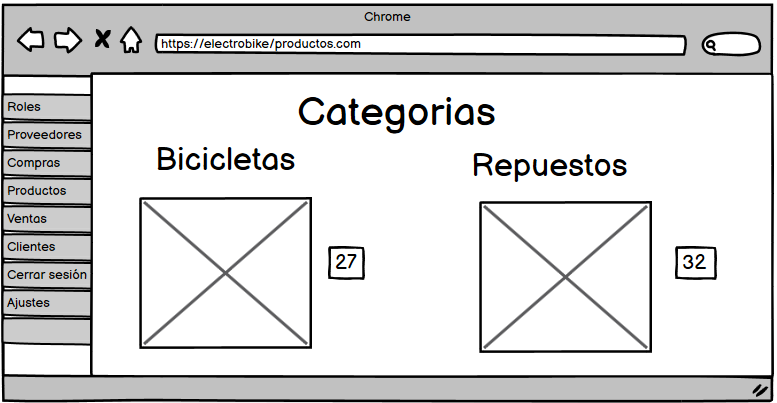 Chrome
https://electrobike/productos.com
Roles
Proveedores
Compras
Productos
Ventas
Clientes
Cerrar sesión
Ajustes
Categorias
Bicicletas
Repuestos
27
32